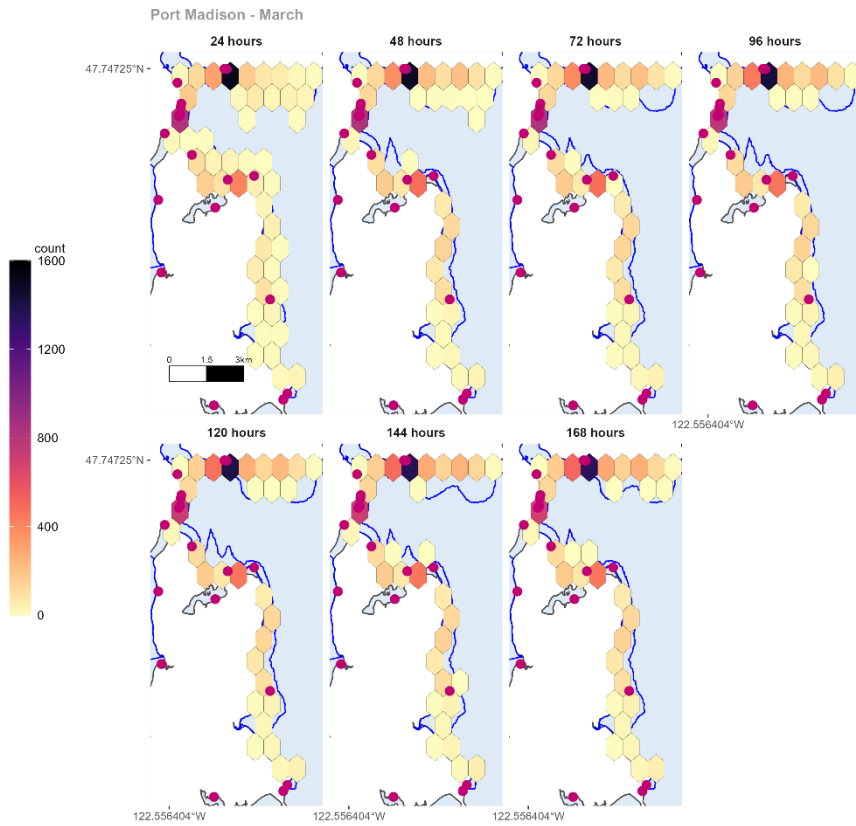 Port Madison - March
24 hours
48 hours
72 hours
96 hours
47.74725°N
count
1600
1200
800
400
0
0
1.5
3km
122.556404°W
120 hours
144 hours
168 hours
47.74725°N
122.556404°W
122.556404°W
122.556404°W